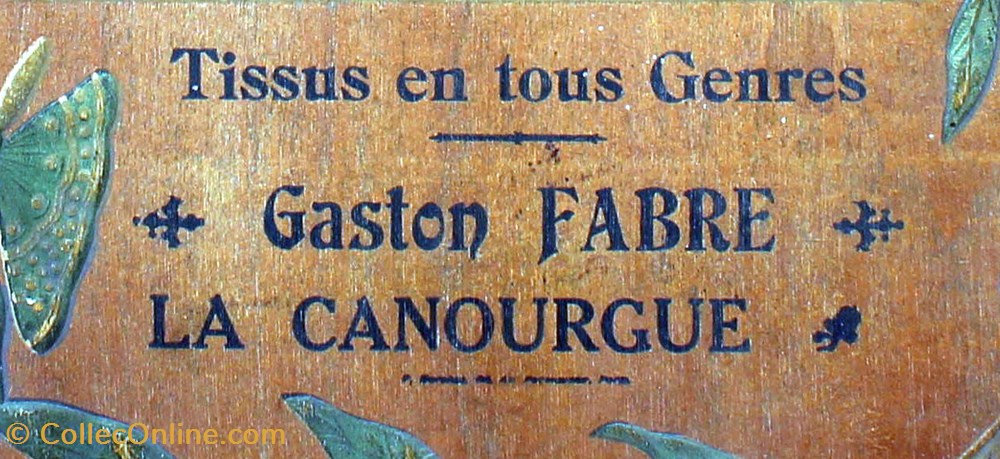 Tissus en tous Genres
Gaston FABRE
LA CANOURGUE
© CollecOnline.com